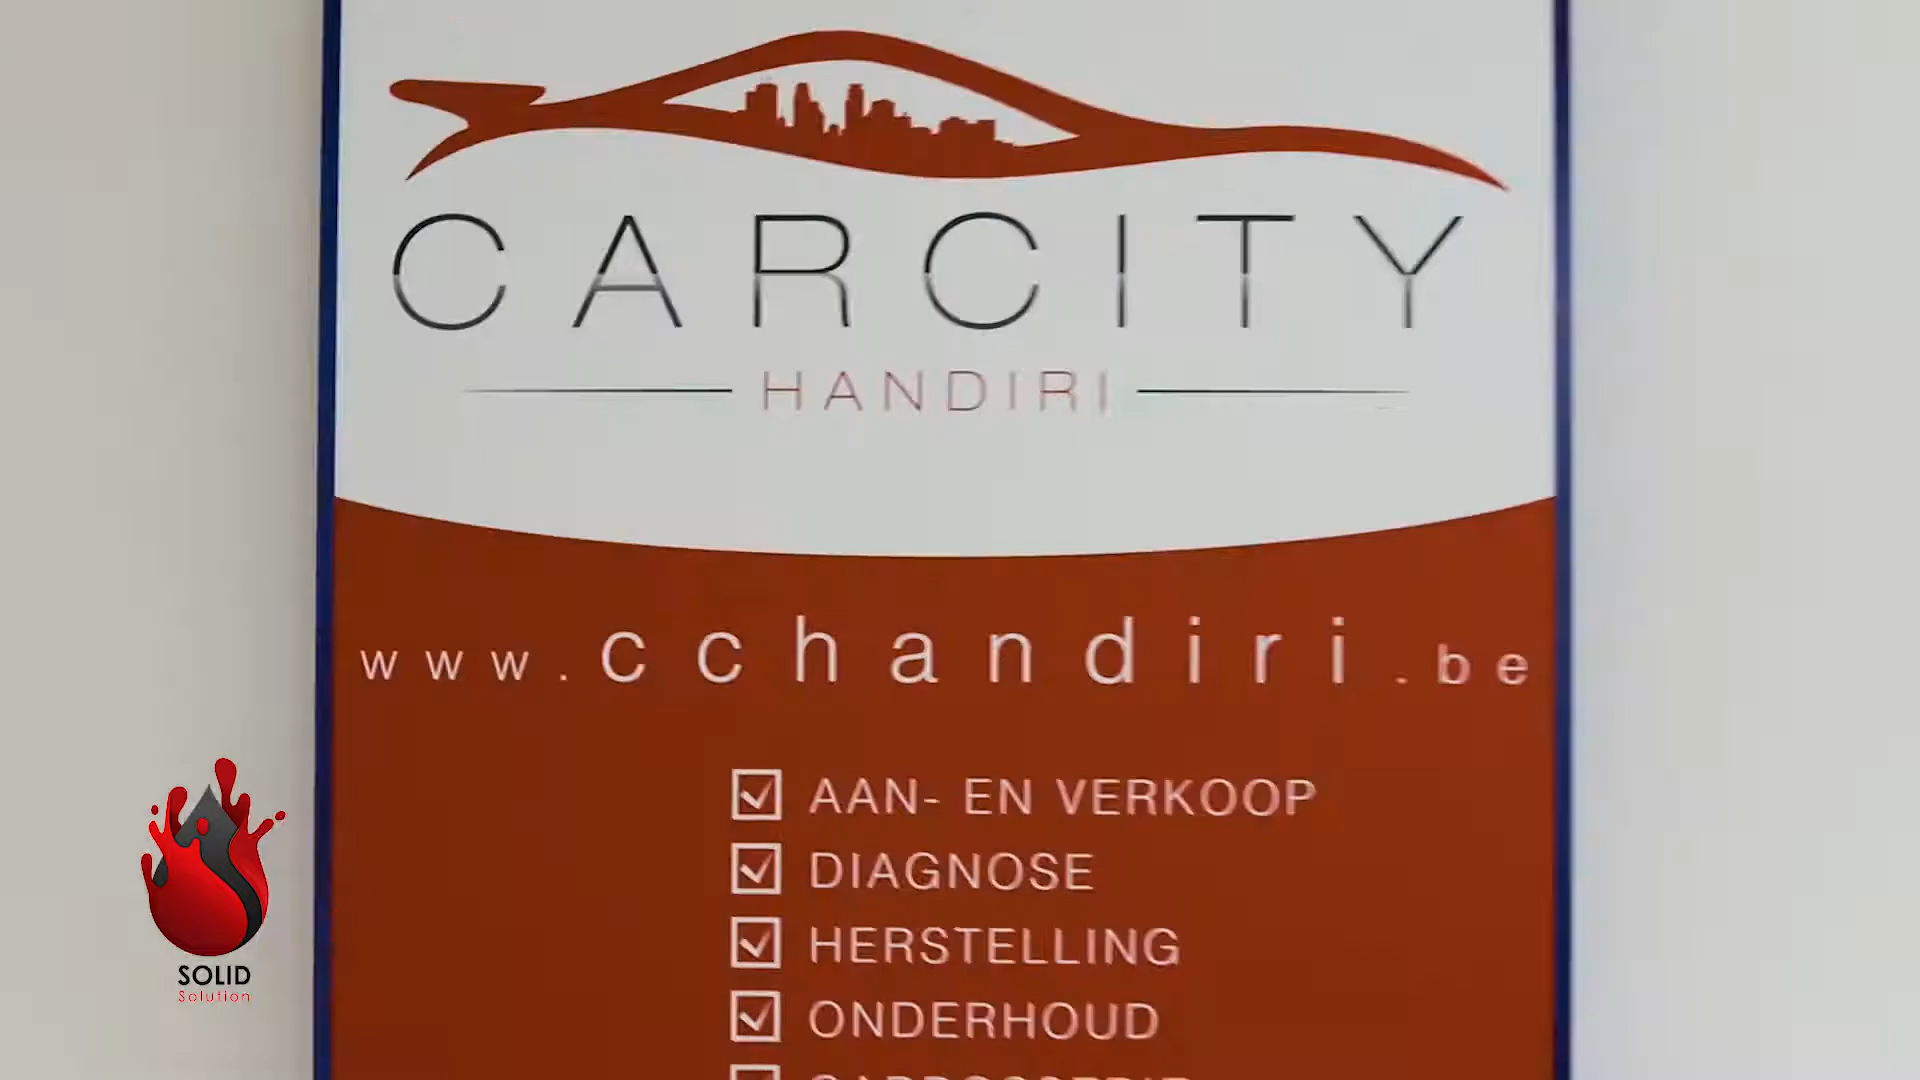 CARCITY
HANDIRI
www.cchandiri.be
AAN- EN VERKOOP
DIAGNOSE
HERSTELLING
ONDERHOUD
SOLID
Solution